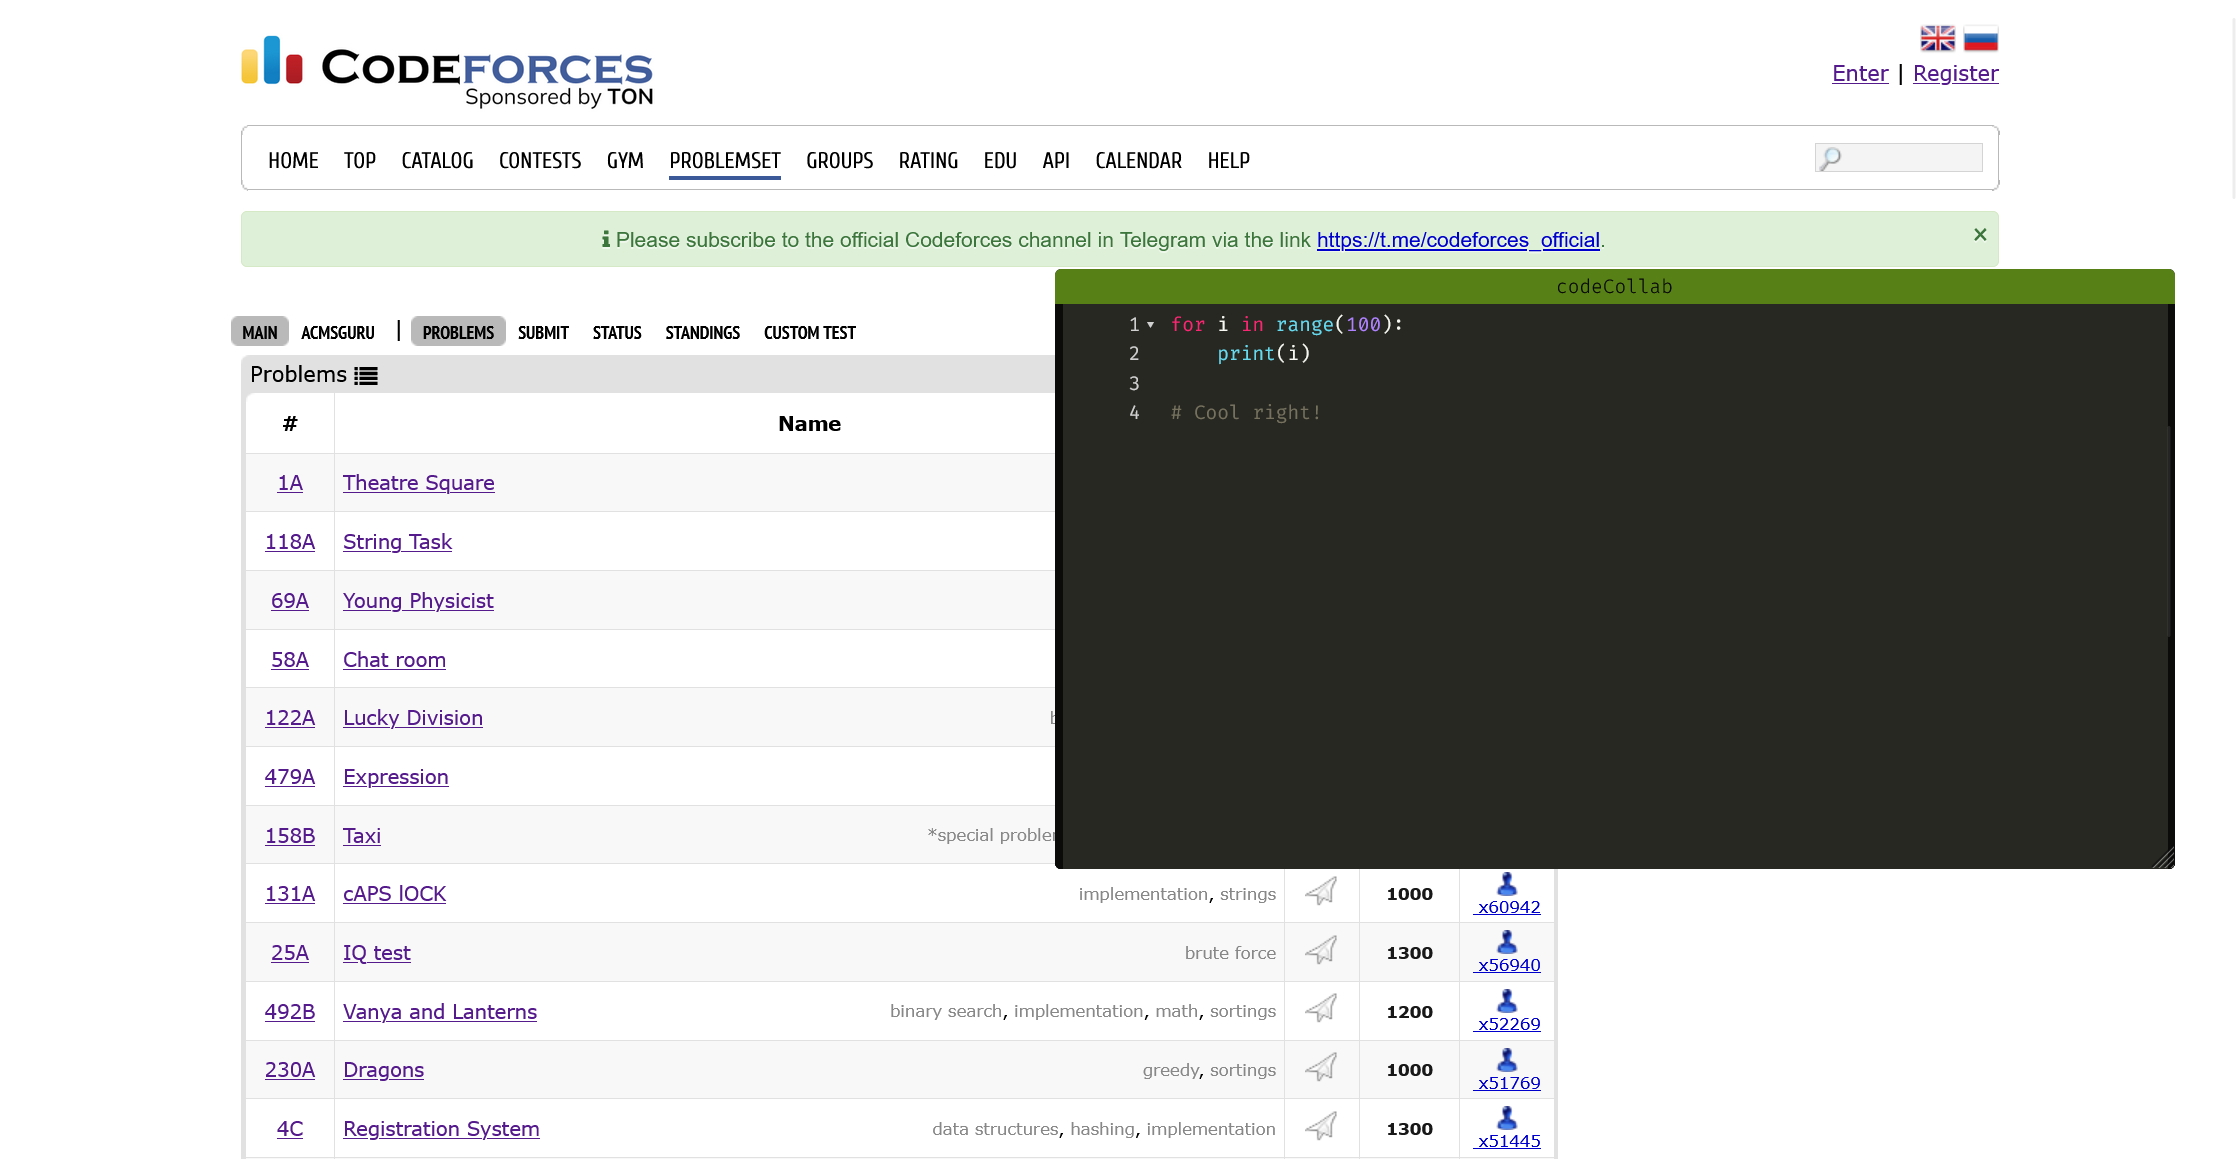 CODEFORCES
Sponsored by TON
Enter | Register
HOME TOP CATALOG CONTESTS GYM PROBLEMSET GROUPS RATING EDU API CALENDAR HELP
Please subscribe to the official Codeforces channel in Telegram via the link https://t.me/codeforces_official.
×
MAIN ACMSGURU | PROBLEMS SUBMIT STATUS STANDINGS CUSTOM TEST
Problems
# Name
1A Theatre Square
118A String Task
69A Young Physicist
58A Chat room
122A Lucky Division
479A Expression
158B Taxi *special
131A cAPS lOCK implementation, strings 1000 x60942
25A IQ test brute force 1300 x56940
492B Vanya and Lanterns binary search, implementation, math, sortings 1200 x52269
230A Dragons greedy, sortings 1000 x51769
4C Registration System data structures, hashing, implementation 1300 x51445
codeCollab
1 for i in range(100):
2 print(i)
3
4 # Cool right!